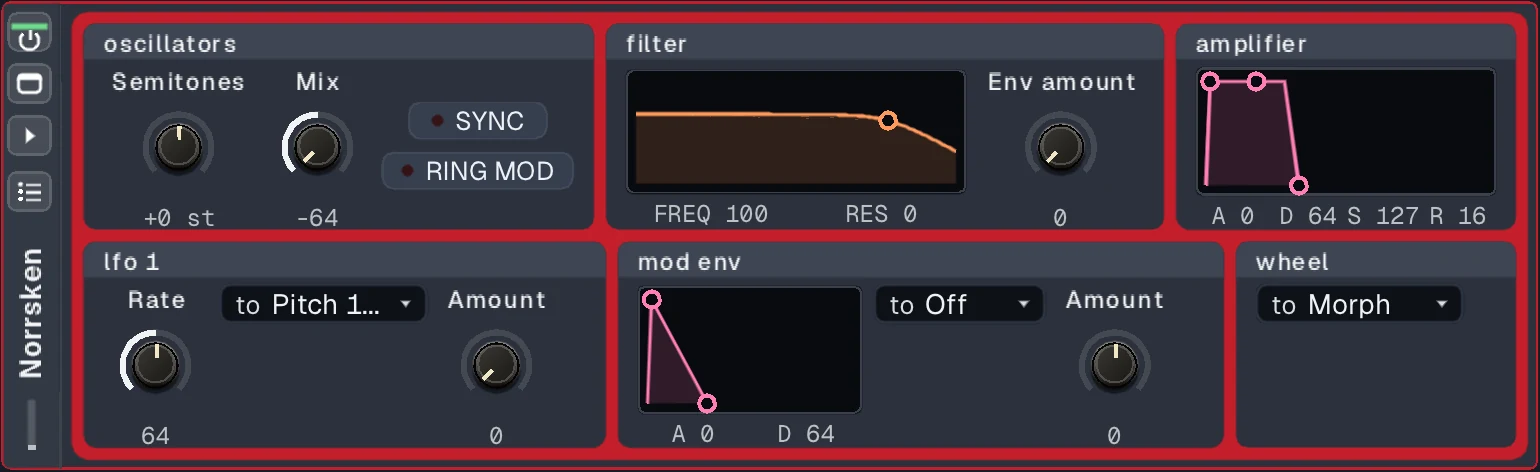 oscillators
Semitones Mix
SYNC
RING MOD
+0 st -64
filter
Env amount
FREQ 100 RES 0 0
amplifier
A 0 D 64 S 127 R 16
Norrsken
lfo 1
Rate to Pitch 1... Amount
64 0
mod env
to Off Amount
A 0 D 64 0
wheel
to Morph